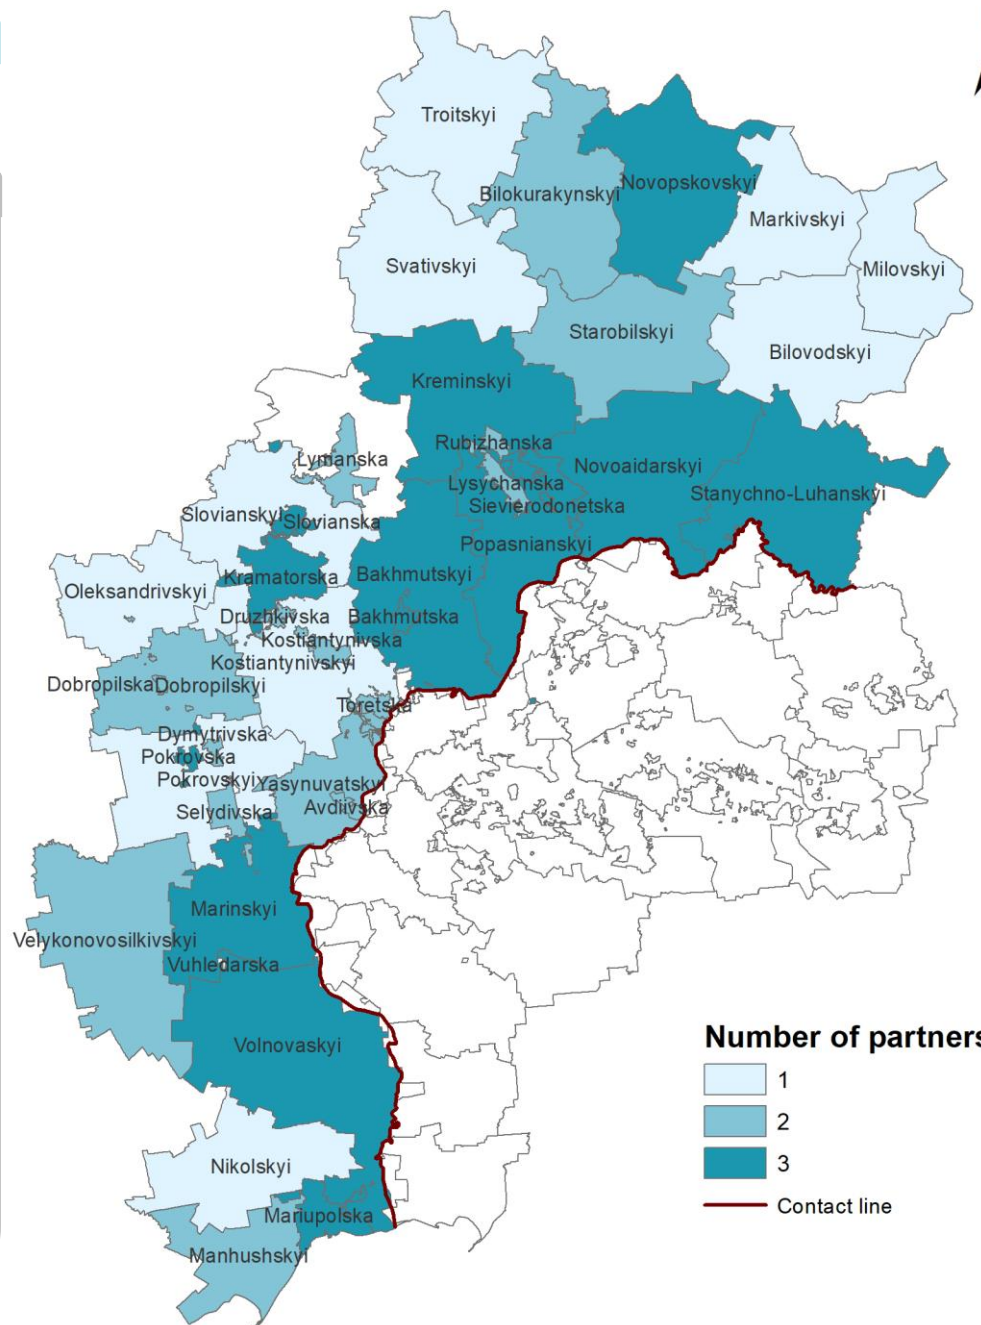 Troitskyi
Bilokurakynskyi
Novopskovskyi
Markivskyi
Milovskyi
Svativskyi
Starobilskyi
Bilovodskyi
Kreminskyi
Rubizhanska
Lymanska
Novoaidarskyi
Lysychanska
Stanychno-Luhanskyi
Sievierodonetska
Slovianskyi
Slovianska
Popasnianskyi
Kramatorska
Bakhmutskyi
Oleksandrivskyi
Druzhkivska
Bakhmutska
Kostiantynivska
Kostiantynivskyi
Dobropilska
Dobropilskyi
Toretska
Dymytrivska
Pokrovska
Pokrovskyi
Yasynuvatskyi
Selydivska
Avdiivska
Marinskyi
Velykonovosilkivskyi
Vuhledarska
Volnovaskyi
Nikolskyi
Mariupolska
Manhushskyi
Number of partners
1
2
3
Contact line